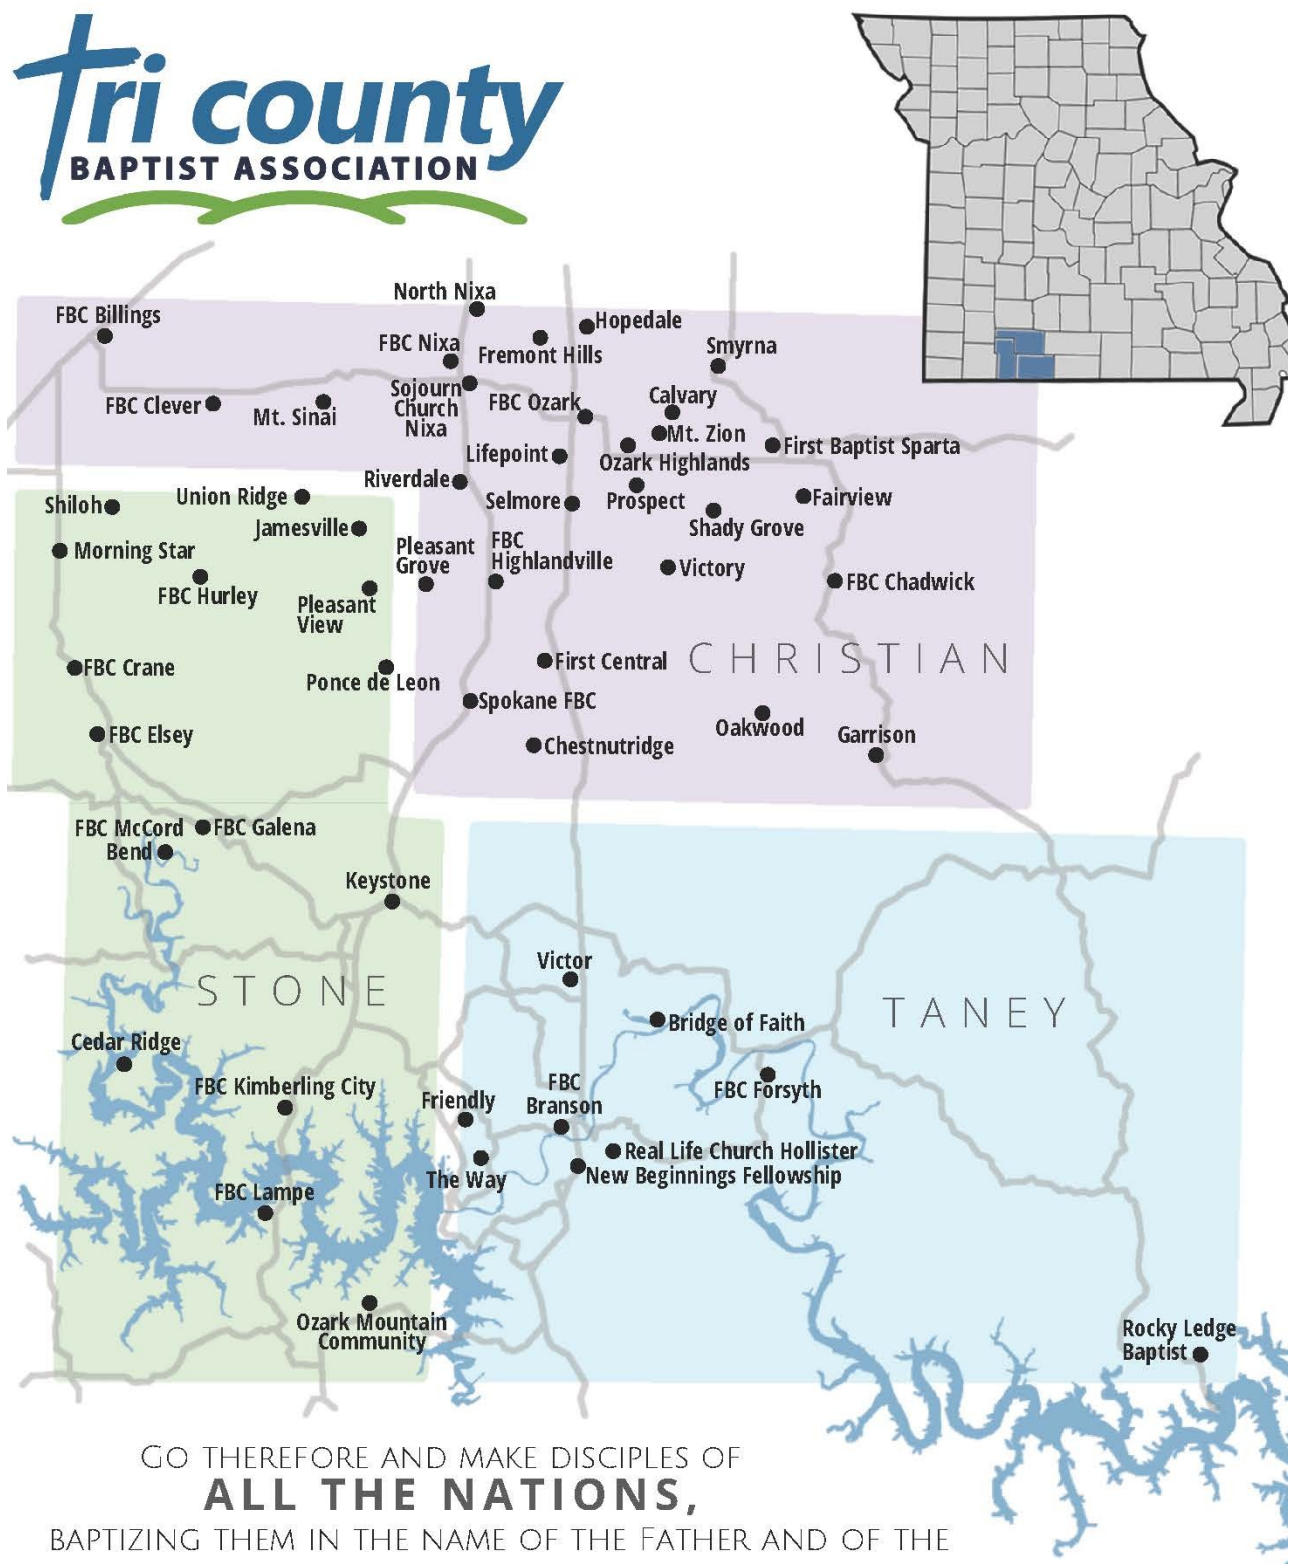 tri county
BAPTIST ASSOCIATION
North Nixa
FBC Billings
Hopedale
FBC Nixa
Fremont Hills
Smyrna
Sojourn
Church
Nixa
FBC Ozark
Calvary
FBC Clever
Mt. Sinai
Mt. Zion
First Baptist Sparta
Lifepoint
Ozark Highlands
Riverdale
Selmore
Prospect
Fairview
Shady Grove
Shiloh
Union Ridge
Jamesville
Morning Star
Pleasant
Grove
FBC
Highlandville
Victory
FBC Chadwick
FBC Hurley
Pleasant
View
First Central
CHRISTIAN
FBC Crane
Ponce de Leon
Spokane FBC
Oakwood
Garrison
FBC Elsey
Chestnutridge
FBC McCord
Bend
FBC Galena
Keystone
Victor
STONE
TANEY
Bridge of Faith
Cedar Ridge
FBC Kimberling City
Friendly
FBC
Branson
FBC Forsyth
Real Life Church Hollister
New Beginnings Fellowship
The Way
FBC Lampe
Ozark Mountain
Community
Rocky Ledge
Baptist
GO THEREFORE AND MAKE DISCIPLES OF
ALL THE NATIONS,
BAPTIZING THEM IN THE NAME OF THE FATHER AND OF THE